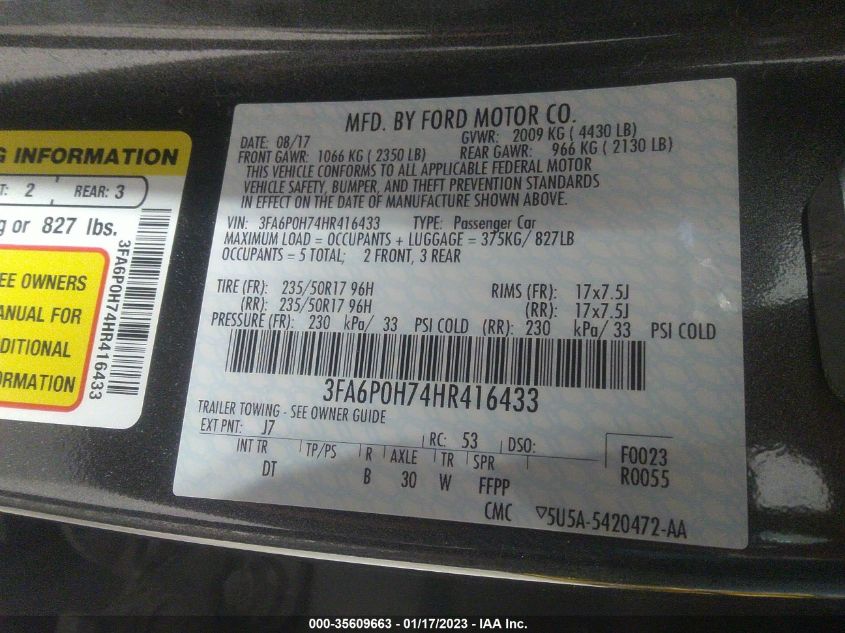 MFD. BY FORD MOTOR CO.
DATE: 08/17 GVWR: 2009 KG ( 4430 LB)
FRONT GAWR: 1066 KG ( 2350 LB) REAR GAWR: 966 KG ( 2130 LB)
THIS VEHICLE CONFORMS TO ALL APPLICABLE FEDERAL MOTOR
VEHICLE SAFETY, BUMPER, AND THEFT PREVENTION STANDARDS
IN EFFECT ON THE DATE OF MANUFACTURE SHOWN ABOVE.
VIN: 3FA6P0H74HR416433 TYPE: Passenger Car
MAXIMUM LOAD = OCCUPANTS + LUGGAGE = 375KG/ 827LB
OCCUPANTS = 5 TOTAL; 2 FRONT, 3 REAR
TIRE (FR): 235/50R17 96H RIMS (FR): 17x7.5J
(RR): 235/50R17 96H (RR): 17x7.5J
PRESSURE (FR): 230 kPa/ 33 PSI COLD (RR): 230 kPa/ 33 PSI COLD
3FA6P0H74HR416433
TRAILER TOWING - SEE OWNER GUIDE
EXT PNT: J7 RC: 53 DSO: F0023
INT TR TP/PS R AXLE TR SPR R0055
DT B 30 W FFPP
CMC 5U5A-5420472-AA
G INFORMATION
T: 2 REAR: 3
g or 827 lbs.
EE OWNERS
ANUAL FOR
DITIONAL
ORMATION
3FA6P0H74HR416433
000-35609663 - 01/17/2023 - IAA Inc.